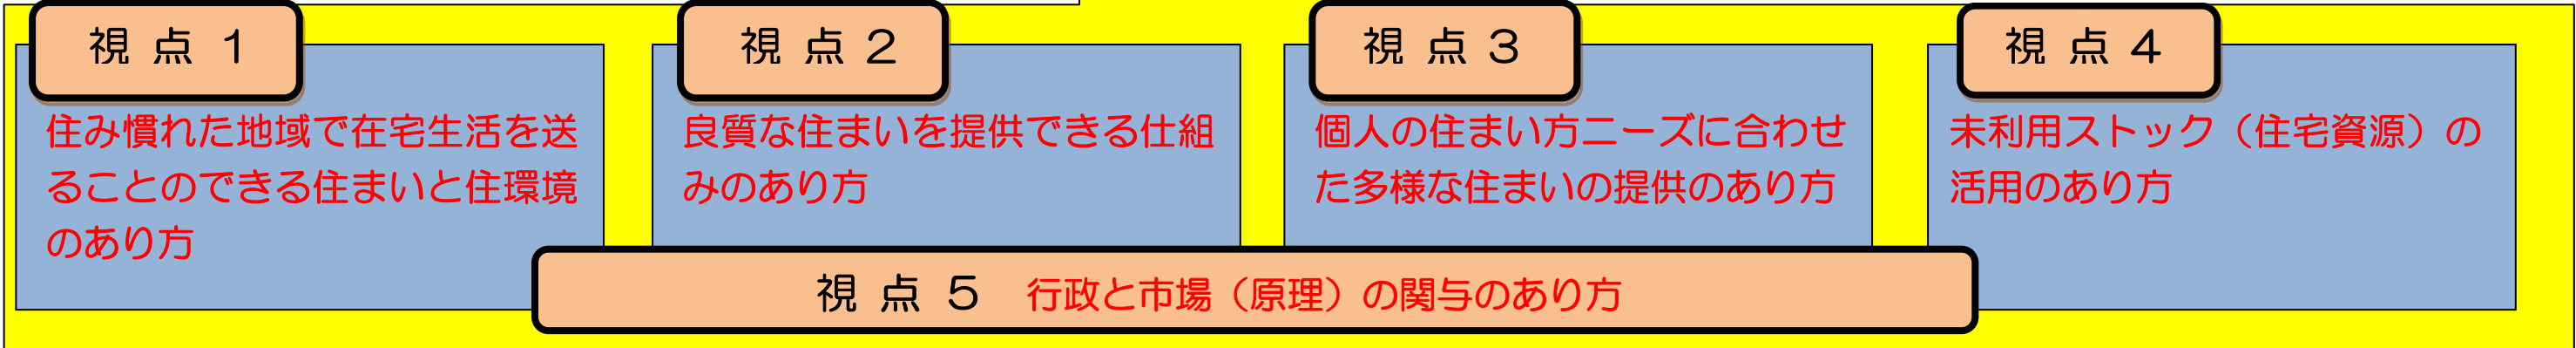 視点１
住み慣れた地域で在宅生活を送
ることのできる住まいと住環境
のあり方
視点２
良質な住まいを提供できる仕組
みのあり方
視点３
個人の住まい方ニーズに合わせ
た多様な住まいの提供のあり方
視点４
未利用ストック（住宅資源）の
活用のあり方
視点５　行政と市場（原理）の関与のあり方